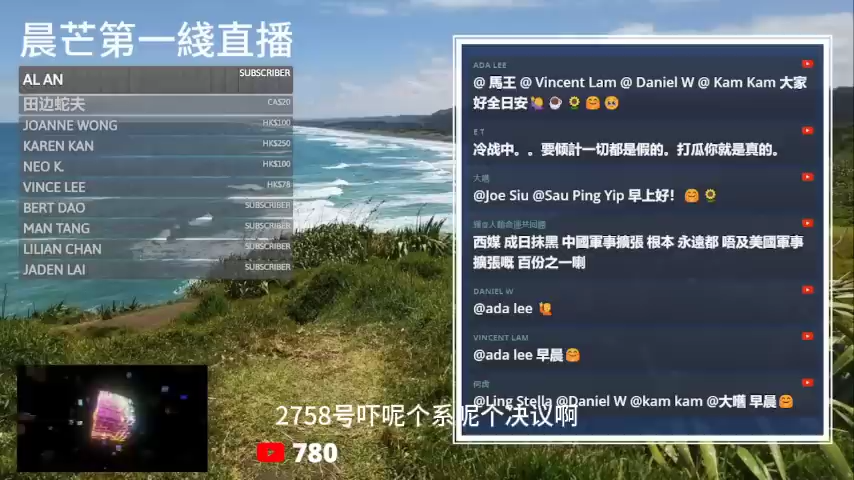 晨芒第一綫直播
AL AN SUBSCRIBER
田边蛇夫 CA$20
JOANNE WONG HK$100
KAREN KAN HK$250
NEO K. HK$100
VINCE LEE HK$78
BERT DAO SUBSCRIBER
MAN TANG SUBSCRIBER
LILIAN CHAN SUBSCRIBER
JADEN LAI SUBSCRIBER
ADA LEE
@ 馬王 @ Vincent Lam @ Daniel W @ Kam Kam 大家
好全日安🙋☕🌻🤗🥹
E T
冷战中。。要倾計一切都是假的。打瓜你就是真的。
大嚿
@Joe Siu @Sau Ping Yip 早上好！ 🤗🌻
西媒 成日抹黑 中國軍事擴張 根本 永遠都 唔及美國軍事
擴張嘅 百份之一喇
DANIEL W
@ada lee 🙋
VINCENT LAM
@ada lee 早晨🤗
何虎
@Ling Stella @Daniel W @kam kam @大嚿 早晨🤗
2758号吓呢个系呢个决议啊
780